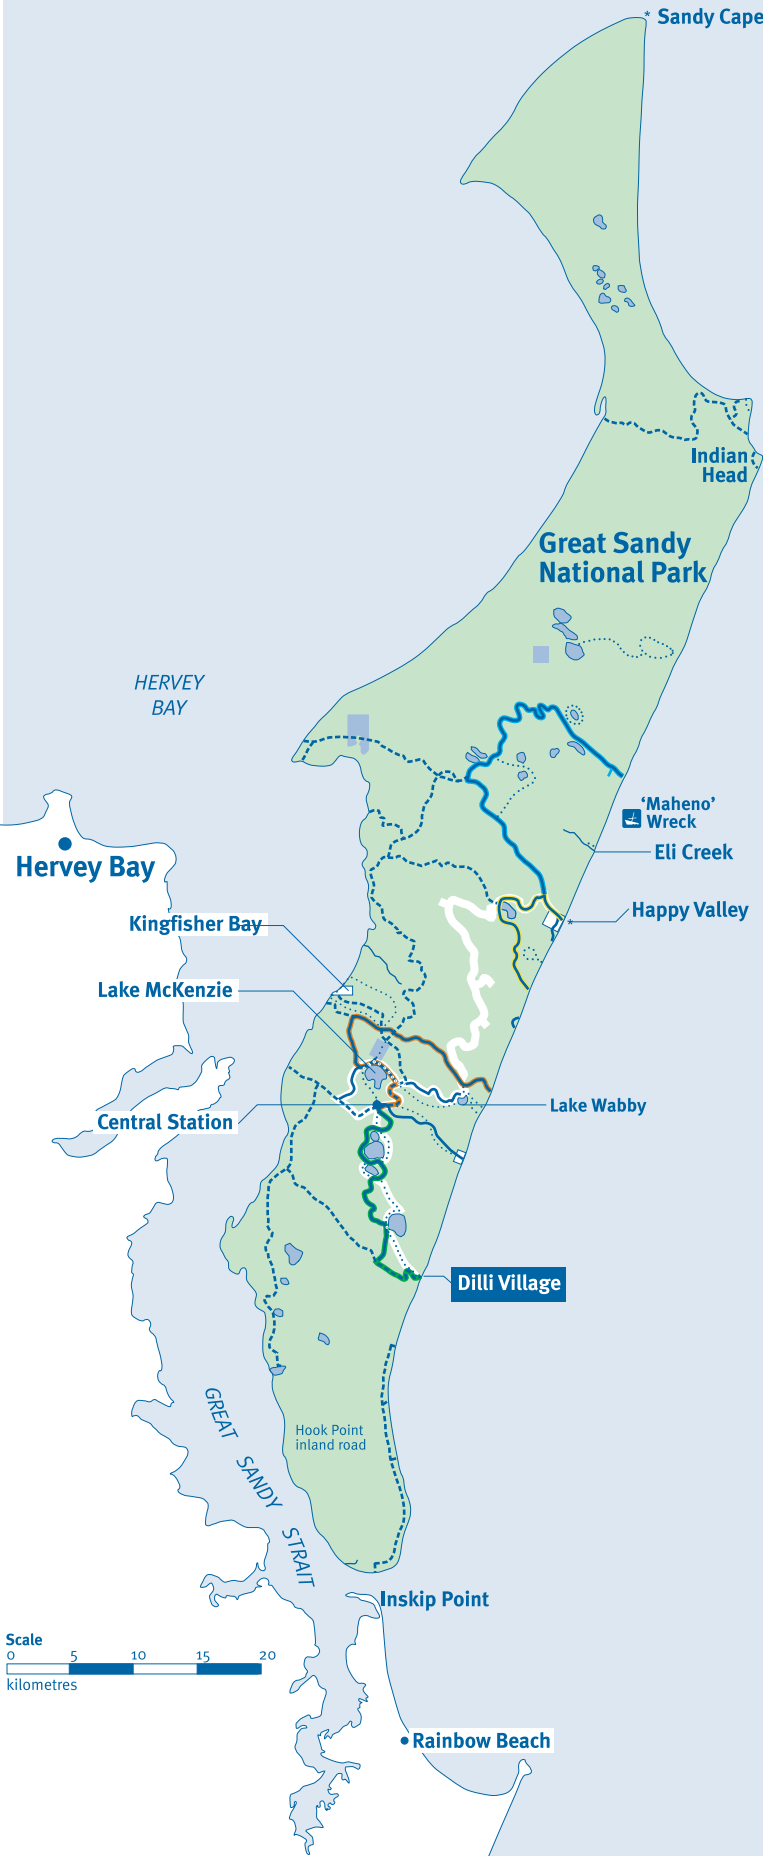 * Sandy Cape
Indian
Head
Great Sandy
National Park
HERVEY
BAY
'Maheno'
Wreck
Hervey Bay
Eli Creek
Kingfisher Bay
* Happy Valley
Lake McKenzie
Central Station
Lake Wabby
Dilli Village
GREAT SANDY STRAIT
Hook Point
inland road
Inskip Point
Scale
0 5 10 15 20
kilometres
Rainbow Beach